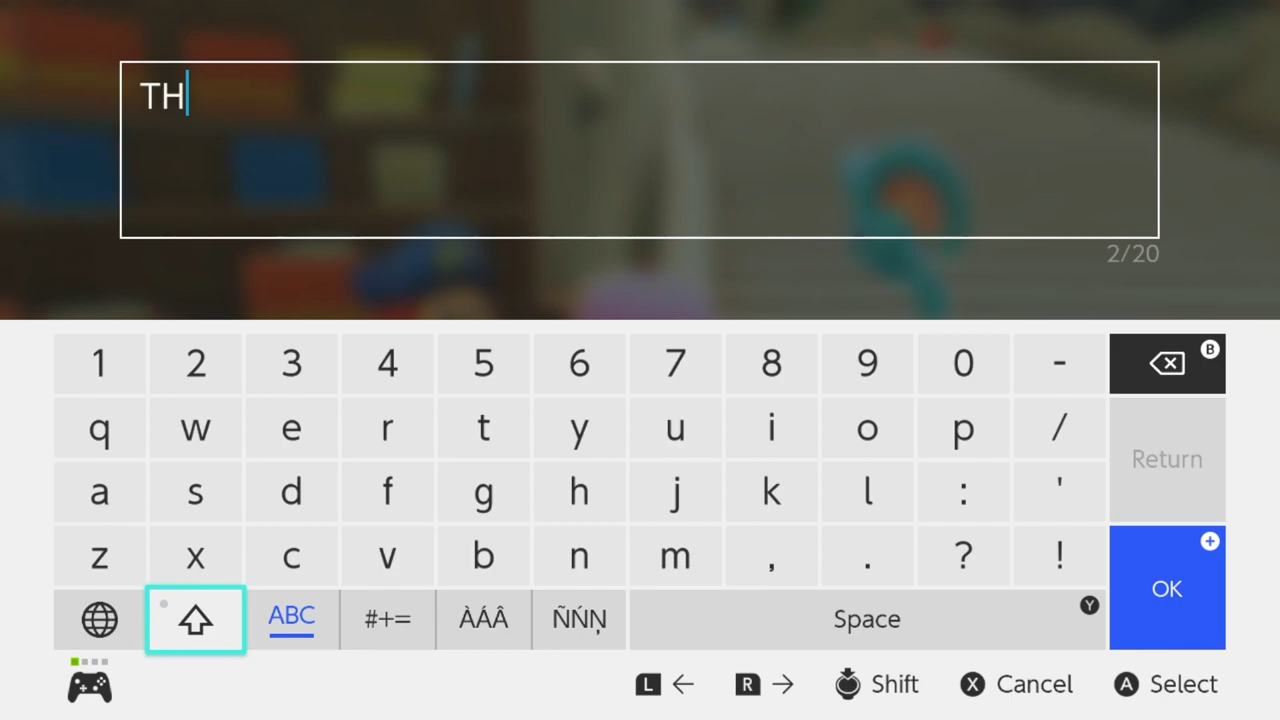 TH
2/20
1 2 3 4 5 6 7 8 9 0 - B
q w e r t y u i o p / Return
a s d f g h j k l : '
z x c v b n m , . ? ! + OK
ABC #+= ÀÁÂ ÑŃŅ Space Y
L ← R → Shift X Cancel A Select